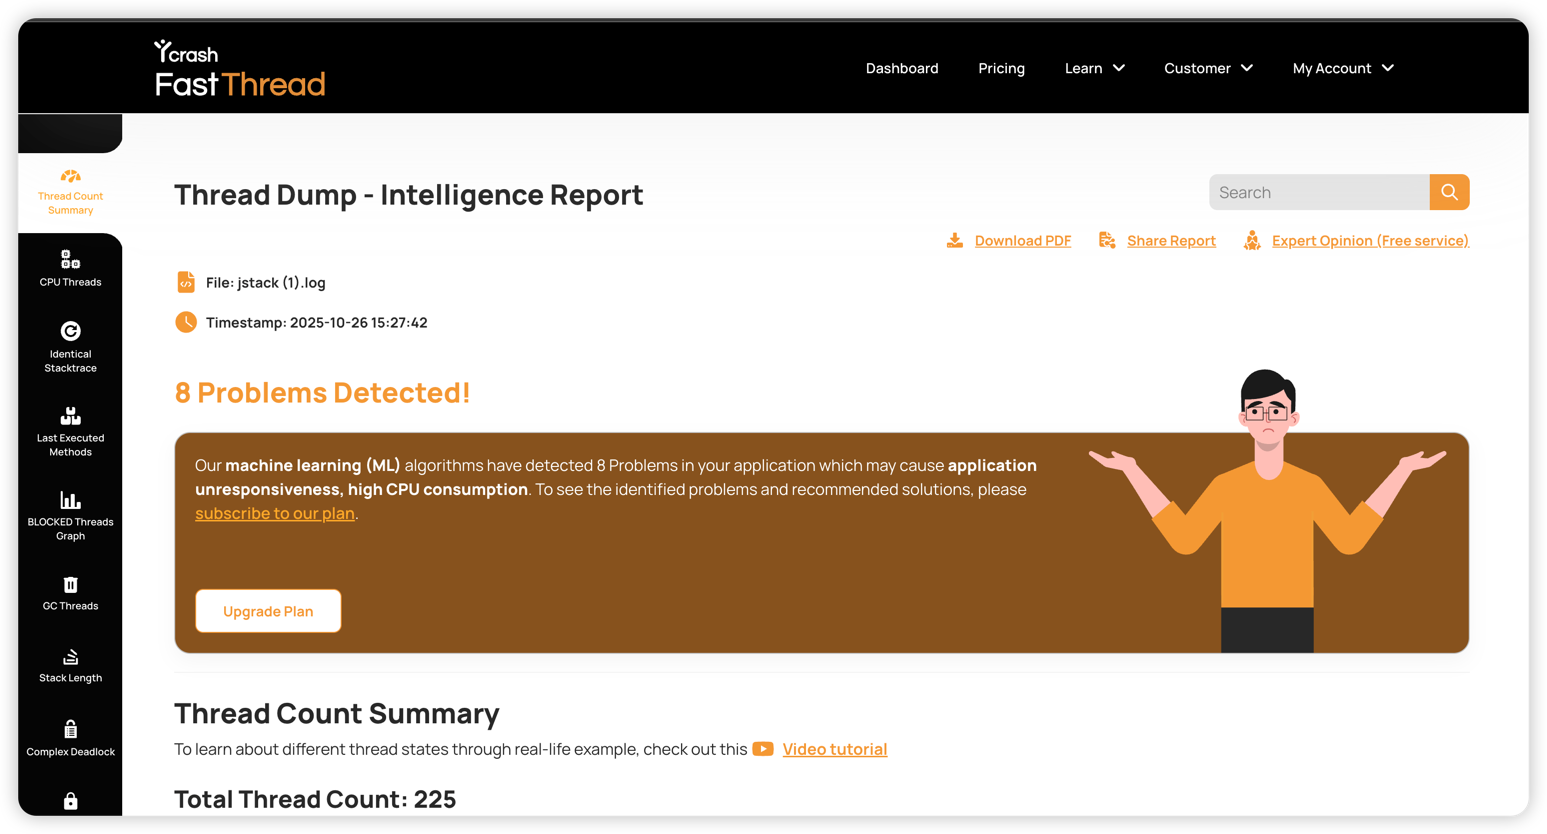 Ycrash
FastThread
Dashboard
Pricing
Learn
Customer
My Account
Thread Count
Summary
CPU Threads
Identical
Stacktrace
Last Executed
Methods
BLOCKED Threads
Graph
GC Threads
Stack Length
Complex Deadlock
Thread Dump - Intelligence Report
Search
Download PDF
Share Report
Expert Opinion (Free service)
File: jstack (1).log
Timestamp: 2025-10-26 15:27:42
8 Problems Detected!
Our machine learning (ML) algorithms have detected 8 Problems in your application which may cause application
unresponsiveness, high CPU consumption. To see the identified problems and recommended solutions, please
subscribe to our plan.
Upgrade Plan
Thread Count Summary
To learn about different thread states through real-life example, check out this Video tutorial
Total Thread Count: 225